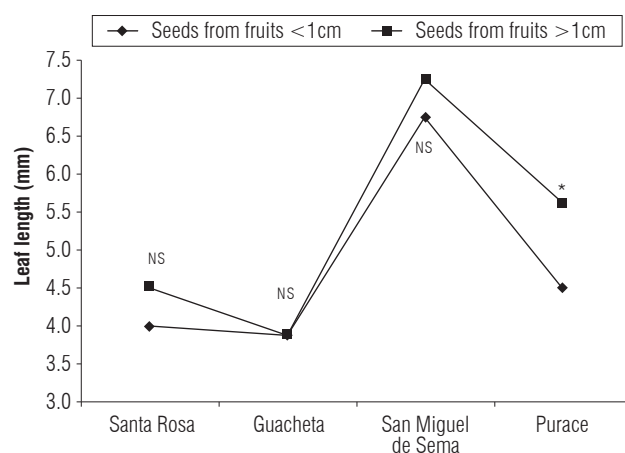 Seeds from fruits <1cm Seeds from fruits >1cm
7.5
7.0
6.5
6.0
5.5
5.0
4.5
4.0
3.5
3.0
Leaf length (mm)
NS
NS
NS
*
Santa Rosa Guacheta San Miguel de Sema Purace